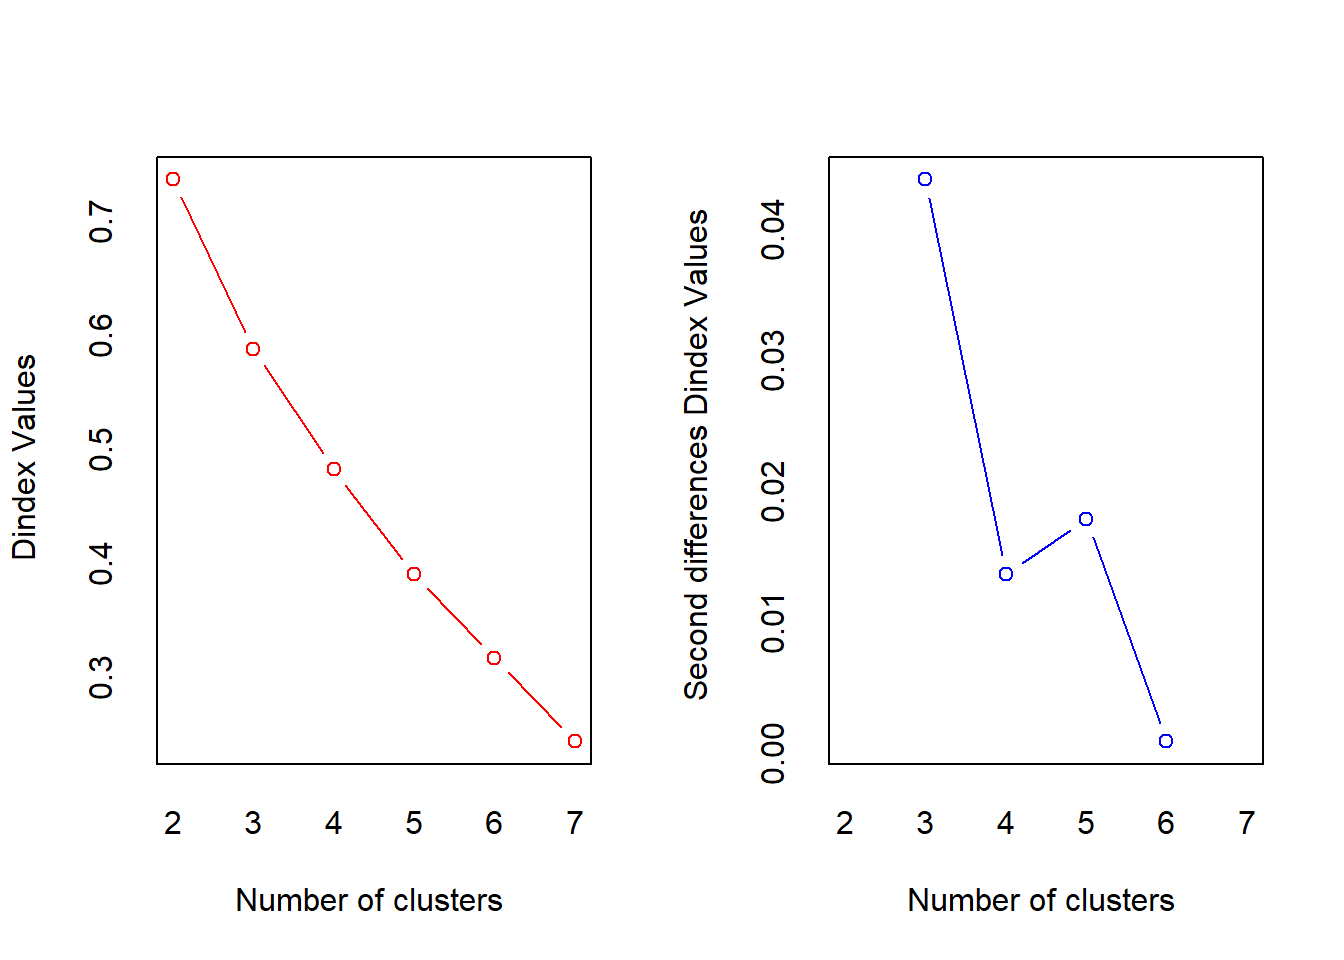 Dindex Values
0.7
0.6
0.5
0.4
0.3
2 3 4 5 6 7
Number of clusters
Second differences Dindex Values
0.04
0.03
0.02
0.01
0.00
2 3 4 5 6 7
Number of clusters